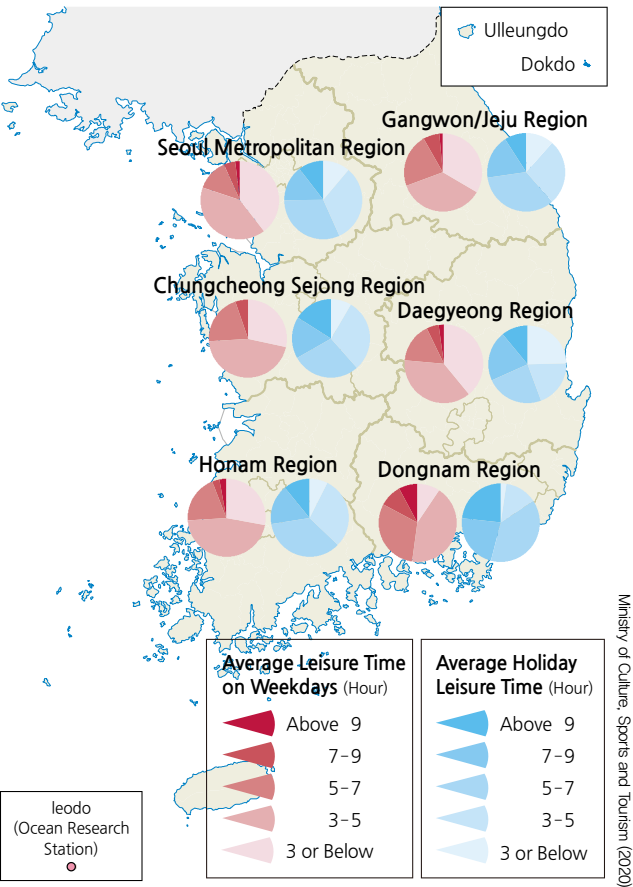 Ulleungdo
Dokdo
Gangwon/Jeju Region
Seoul Metropolitan Region
Chungcheong Sejong Region
Daegyeong Region
Honam Region
Dongnam Region
Average Leisure Time
on Weekdays (Hour)
Above 9
7-9
5-7
3-5
3 or Below
Average Holiday
Leisure Time (Hour)
Above 9
7-9
5-7
3-5
3 or Below
Ieodo
(Ocean Research
Station)
Ministry of Culture, Sports and Tourism (2020)